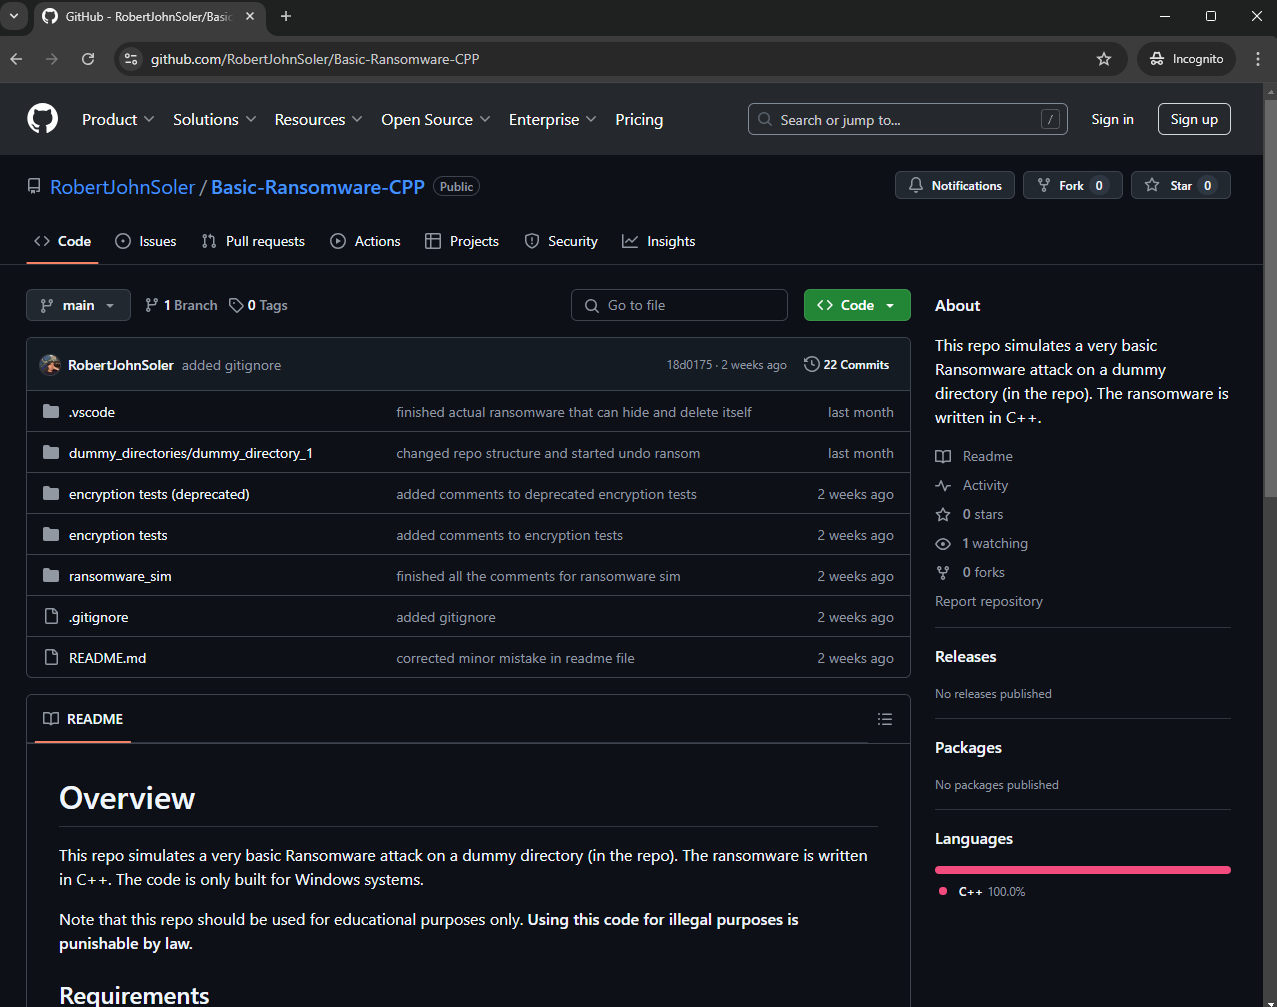 GitHub - RobertJohnSoler/Basic
github.com/RobertJohnSoler/Basic-Ransomware-CPP
Incognito
Product
Solutions
Resources
Open Source
Enterprise
Pricing
Search or jump to...
/
Sign in
Sign up
RobertJohnSoler / Basic-Ransomware-CPP Public
Notifications
Fork 0
Star 0
Code
Issues
Pull requests
Actions
Projects
Security
Insights
main
1 Branch
0 Tags
Go to file
Code
RobertJohnSoler added gitignore 18d0175 · 2 weeks ago 22 Commits
.vscode finished actual ransomware that can hide and delete itself last month
dummy_directories/dummy_directory_1 changed repo structure and started undo ransom last month
encryption tests (deprecated) added comments to deprecated encryption tests 2 weeks ago
encryption tests added comments to encryption tests 2 weeks ago
ransomware_sim finished all the comments for ransomware sim 2 weeks ago
.gitignore added gitignore 2 weeks ago
README.md corrected minor mistake in readme file 2 weeks ago
README
Overview
This repo simulates a very basic Ransomware attack on a dummy directory (in the repo). The ransomware is written
in C++. The code is only built for Windows systems.
Note that this repo should be used for educational purposes only. Using this code for illegal purposes is
punishable by law.
Requirements
About
This repo simulates a very basic
Ransomware attack on a dummy
directory (in the repo). The ransomware is
written in C++.
Readme
Activity
0 stars
1 watching
0 forks
Report repository
Releases
No releases published
Packages
No packages published
Languages
C++ 100.0%